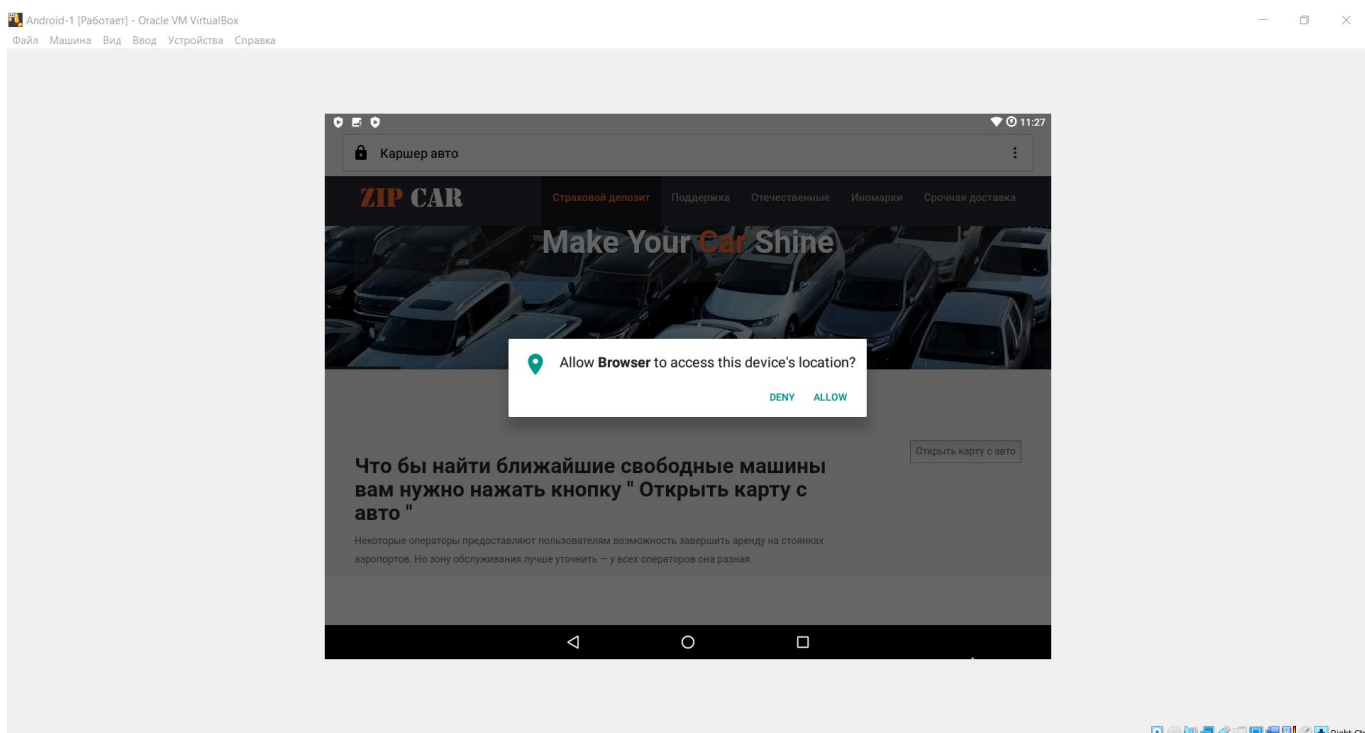 Android-1 [Работает] - Oracle VM VirtualBox
Файл Машина Вид Ввод Устройства Справка
11:27
Каршер авто
ZIP CAR
Страховой депозит Поддержка Отечественные Иномарки Срочная доставка
Make Your Car Shine
Allow Browser to access this device's location?
DENY ALLOW
Открыть карту с авто
Что бы найти ближайшие свободные машины
вам нужно нажать кнопку " Открыть карту с
авто "
Некоторые операторы предоставляют пользователям возможность завершить аренду на стоянках
аэропортов. Но зону обслуживания лучше уточнить — у всех операторов она разная.
Right